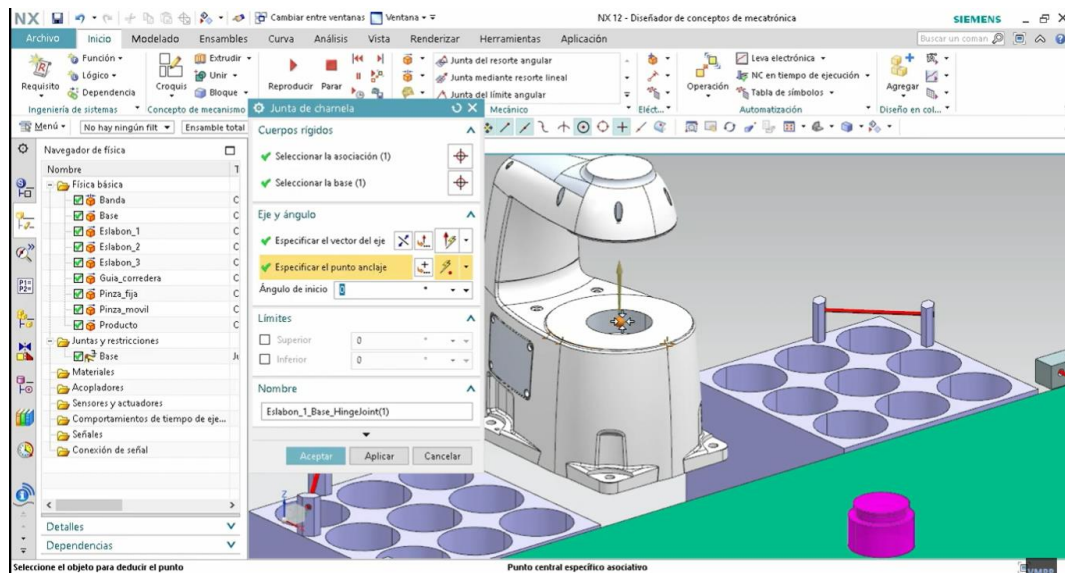 NX
Cambiar entre ventanas
Ventana
NX 12 - Diseñador de conceptos de mecatrónica
SIEMENS
Archivo Inicio Modelado Ensambles Curva Análisis Vista Renderizar Herramientas Aplicación
Buscar un coman
Requisito
Función
Lógico
Dependencia
Ingeniería de sistemas
Croquis
Extrudir
Unir
Bloque
Concepto de mecanismo
Reproducir Parar
Junta del resorte angular
Junta mediante resorte lineal
Junta del límite angular
Mecánico
Eléct...
Operación
Leva electrónica
NC en tiempo de ejecución
Tabla de símbolos
Automatización
Agregar
Diseño en col...
Menú
No hay ningún filt
Ensamble total
Navegador de física
Nombre
Física básica
Banda
Base
Eslabon_1
Eslabon_2
Eslabon_3
Guia_corredera
Pinza_fija
Pinza_movil
Producto
Juntas y restricciones
Base
Materiales
Acopladores
Sensores y actuadores
Comportamientos de tiempo de eje...
Señales
Conexión de señal
Detalles
Dependencias
Junta de charnela
Cuerpos rígidos
Seleccionar la asociación (1)
Seleccionar la base (1)
Eje y ángulo
Especificar el vector del eje
Especificar el punto anclaje
Ángulo de inicio 0 °
Límites
Superior 0 °
Inferior 0 °
Nombre
Eslabon_1_Base_HingeJoint(1)
Aceptar Aplicar Cancelar
Z
Seleccione el objeto para deducir el punto
Punto central específico asociativo